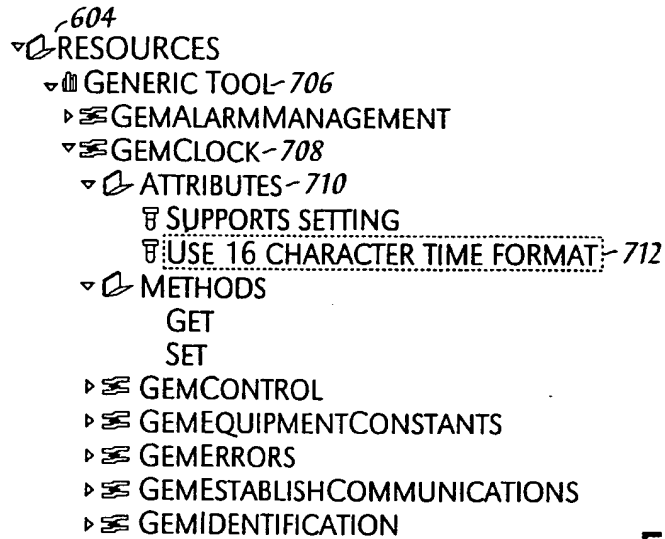 604
RESOURCES
GENERIC TOOL 706
GEMALARMMANAGEMENT
GEMCLOCK 708
ATTRIBUTES 710
SUPPORTS SETTING
USE 16 CHARACTER TIME FORMAT 712
METHODS
GET
SET
GEMCONTROL
GEMEQUIPMENTCONSTANTS
GEMERRORS
GEMESTABLISHCOMMUNICATIONS
GEMIDENTIFICATION